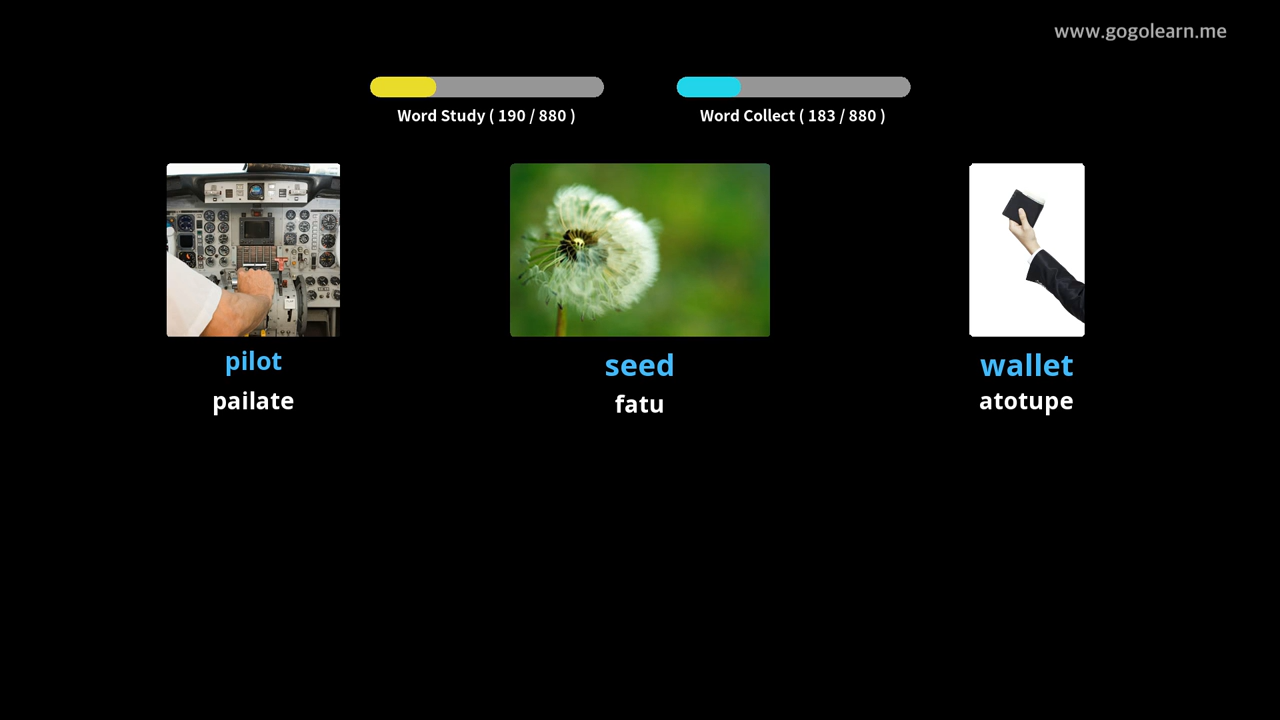 www.gogolearn.me
Word Study ( 190 / 880 )
Word Collect ( 183 / 880 )
pilot
pailate
seed
fatu
wallet
atotupe